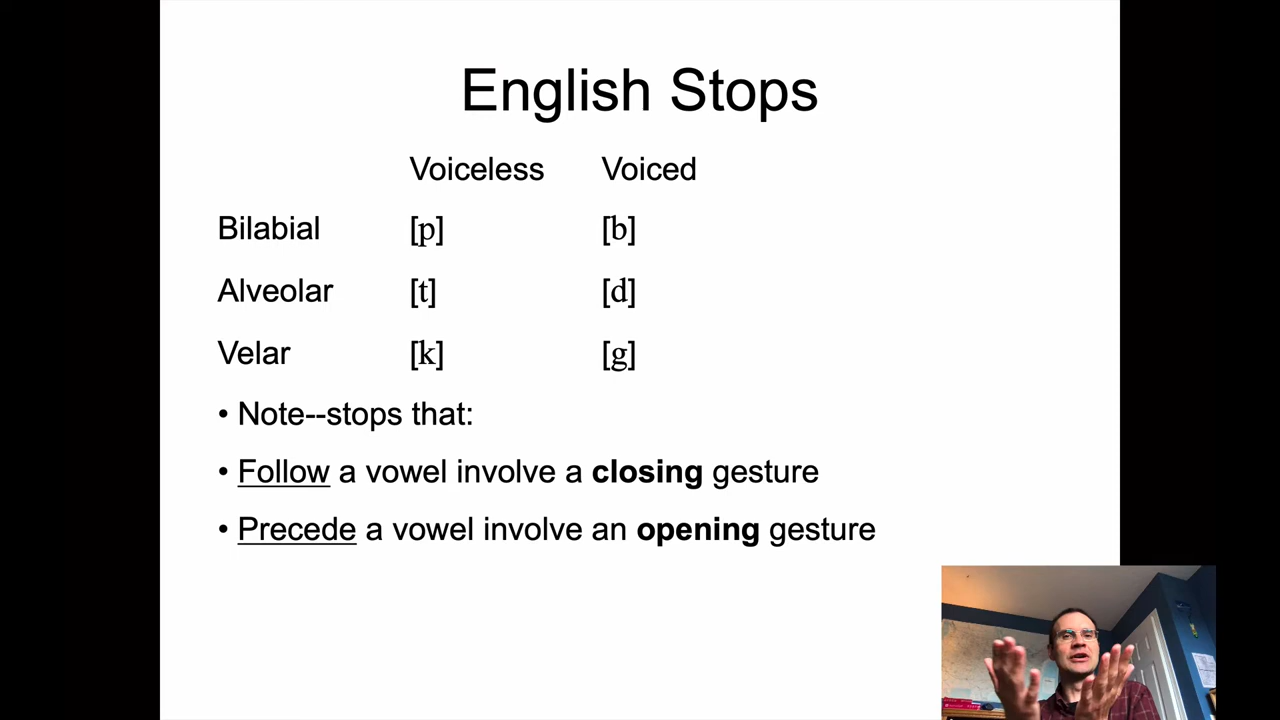 English Stops
Voiceless Voiced
Bilabial [p] [b]
Alveolar [t] [d]
Velar [k] [g]
• Note--stops that:
• Follow a vowel involve a closing gesture
• Precede a vowel involve an opening gesture